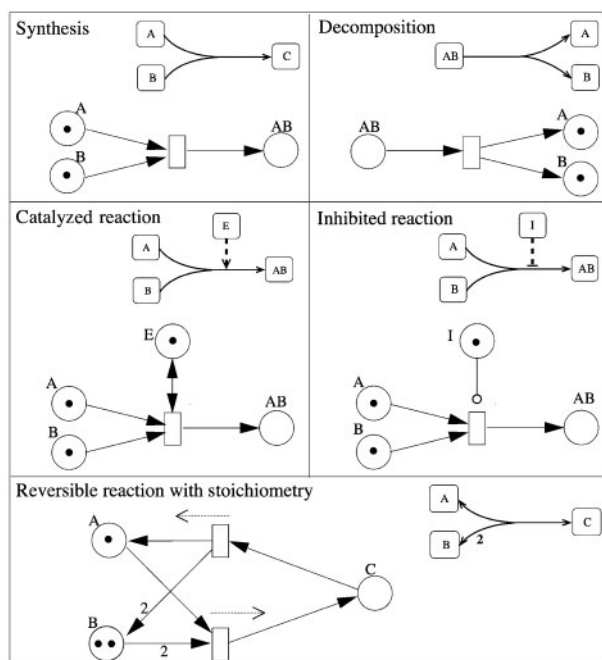 Synthesis
A
B
C
A
B
AB
Decomposition
AB
A
B
AB
A
B
Catalyzed reaction
E
A
B
AB
E
A
B
AB
Inhibited reaction
I
A
B
AB
I
A
B
AB
Reversible reaction with stoichiometry
A
B
2
C
A
B
2
2
C